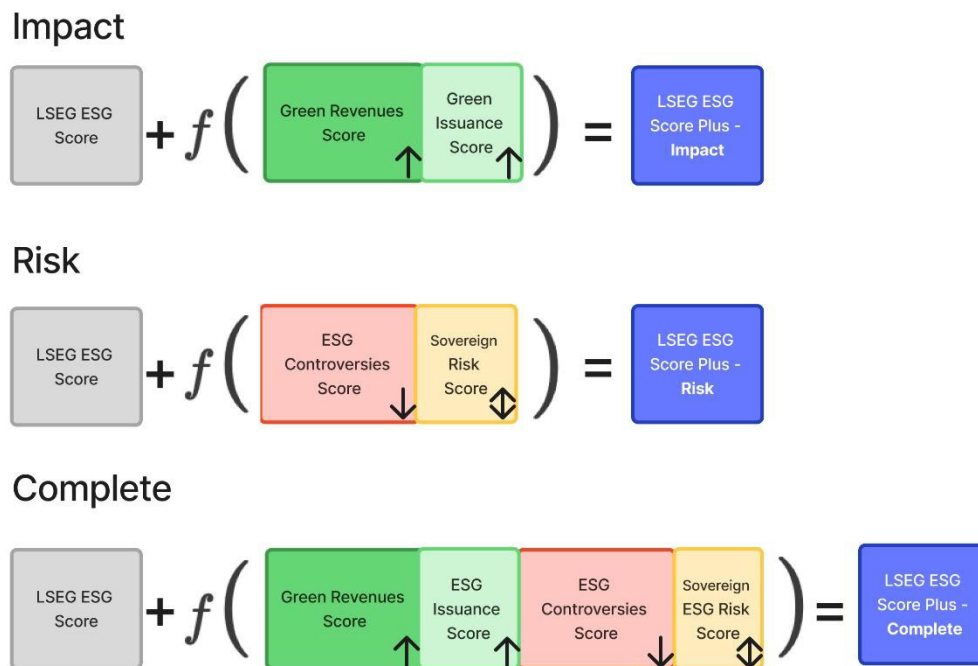 Impact
LSEG ESG
Score
+
f
(
Green Revenues
Score
↑
Green
Issuance
Score
↑
)
=
LSEG ESG
Score Plus -
Impact
Risk
LSEG ESG
Score
+
f
(
ESG
Controversies
Score
↓
Sovereign
Risk
Score
↕
)
=
LSEG ESG
Score Plus -
Risk
Complete
LSEG ESG
Score
+
f
(
Green Revenues
Score
↑
ESG
Issuance
Score
↑
ESG
Controversies
Score
↓
Sovereign
ESG Risk
Score
↕
)
=
LSEG ESG
Score Plus -
Complete